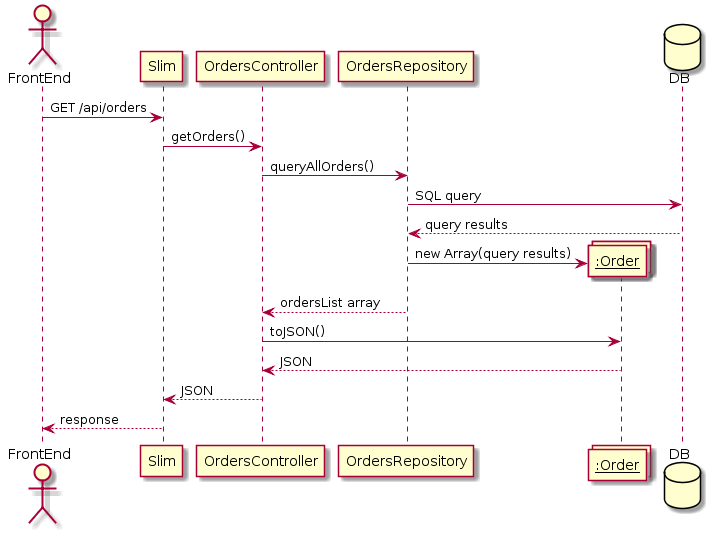 FrontEnd
Slim
OrdersController
OrdersRepository
DB
GET /api/orders
getOrders()
queryAllOrders()
SQL query
query results
new Array(query results)
:Order
ordersList array
toJSON()
JSON
JSON
response
FrontEnd
Slim
OrdersController
OrdersRepository
:Order
DB